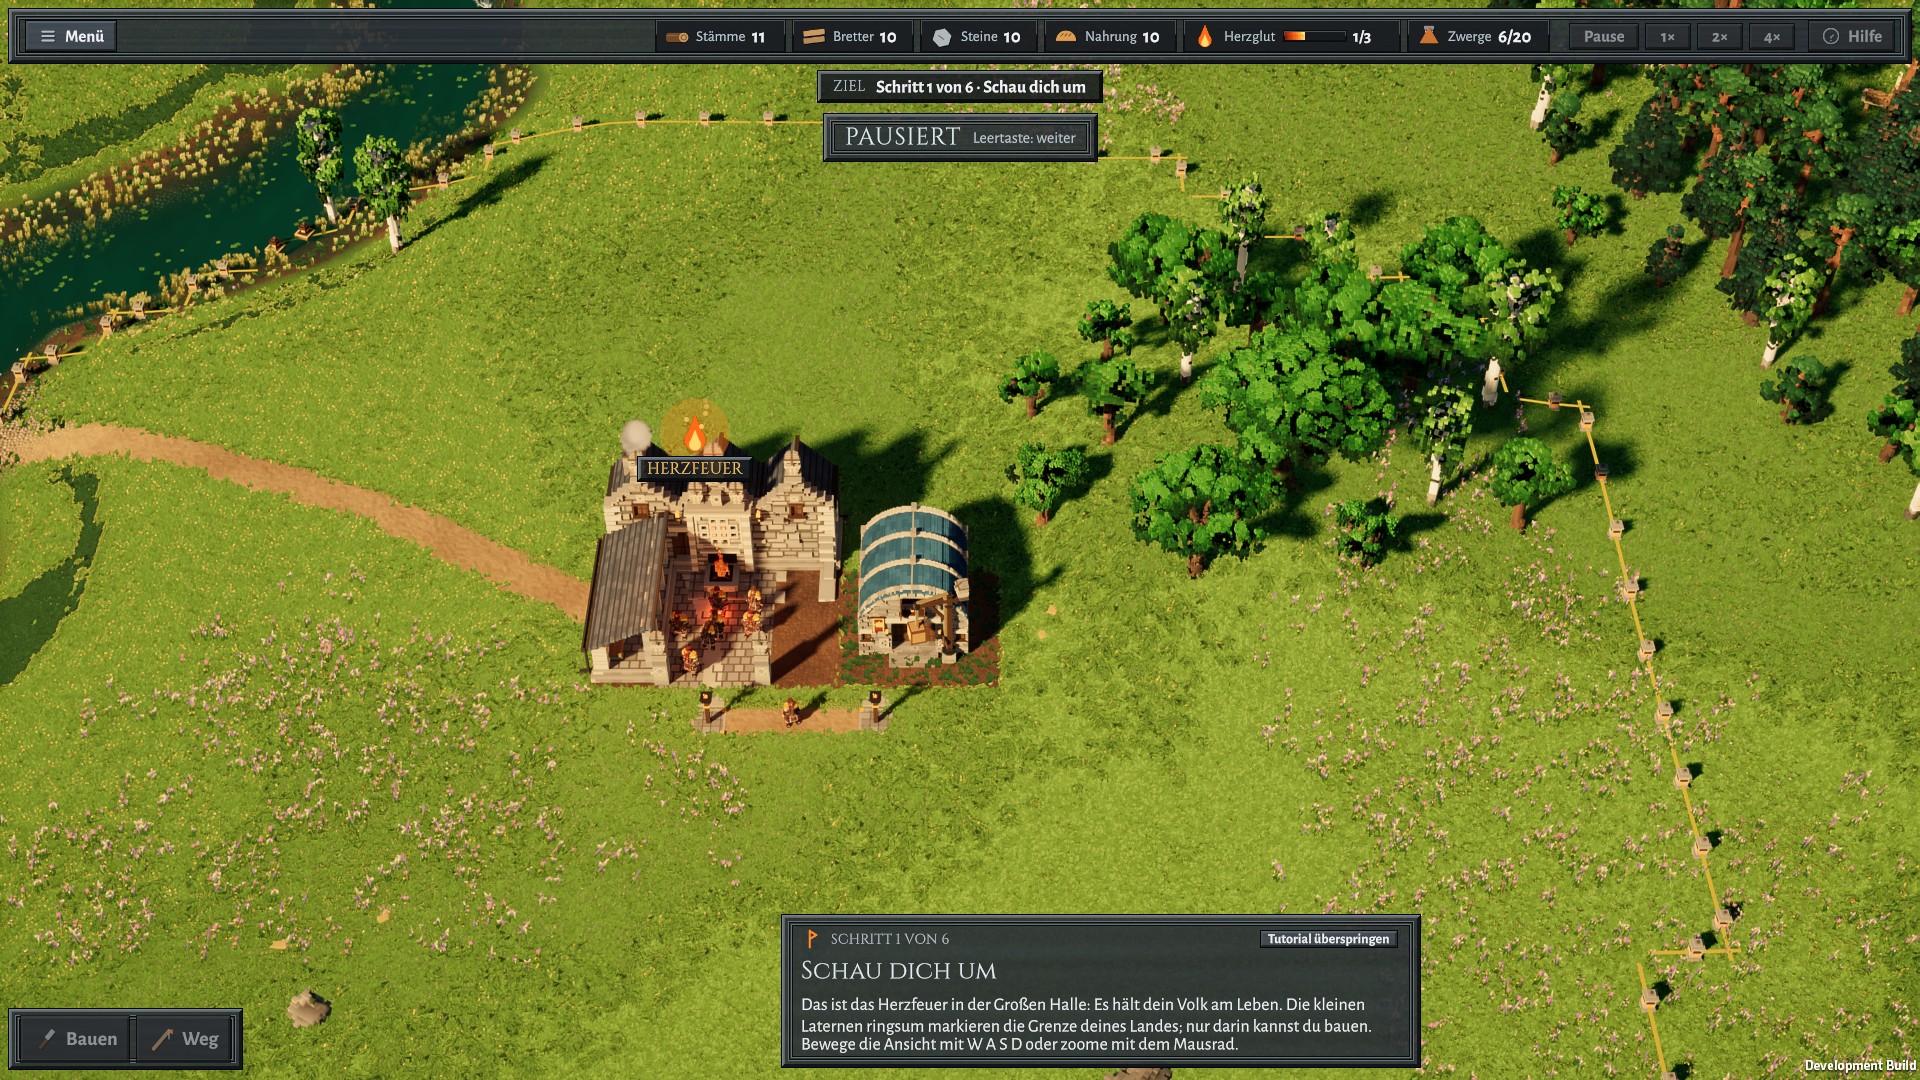 Menü
Stämme 11
Bretter 10
Steine 10
Nahrung 10
Herzglut 1/3
Zwerge 6/20
Pause
1×
2×
4×
Hilfe
ZIEL Schritt 1 von 6 · Schau dich um
PAUSIERT Leertaste: weiter
HERZFEUER
SCHRITT 1 VON 6
Tutorial überspringen
SCHAU DICH UM
Das ist das Herzfeuer in der Großen Halle: Es hält dein Volk am Leben. Die kleinen
Laternen ringsum markieren die Grenze deines Landes; nur darin kannst du bauen.
Bewege die Ansicht mit W A S D oder zoome mit dem Mausrad.
Bauen
Weg
Development Build